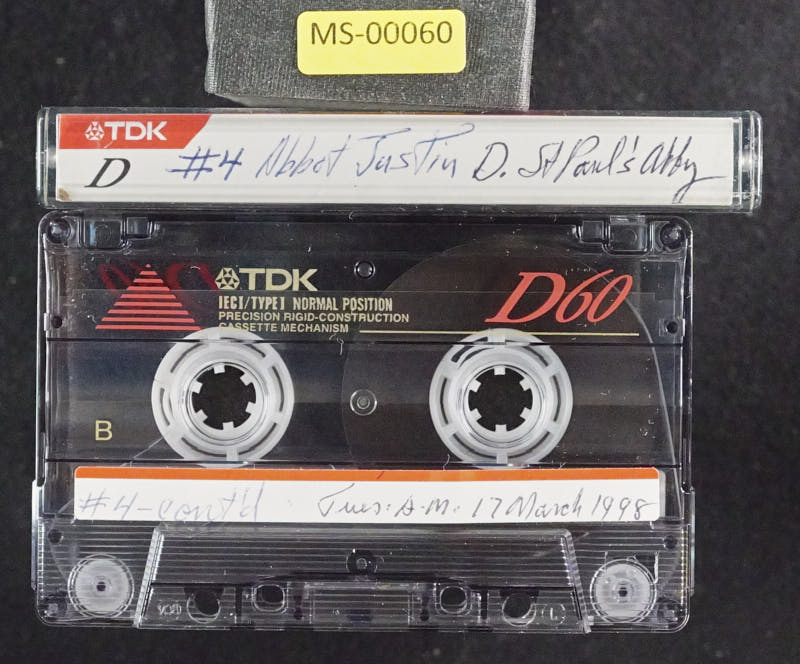 MS-00060
TDK
D #4 Abbot Justin D. St Paul's Abby
TDK
IECI/TYPEI NORMAL POSITION
PRECISION RIGID-CONSTRUCTION
CASSETTE MECHANISM
D60
B
#4-cont'd Tues: A.M. 17 March 1998